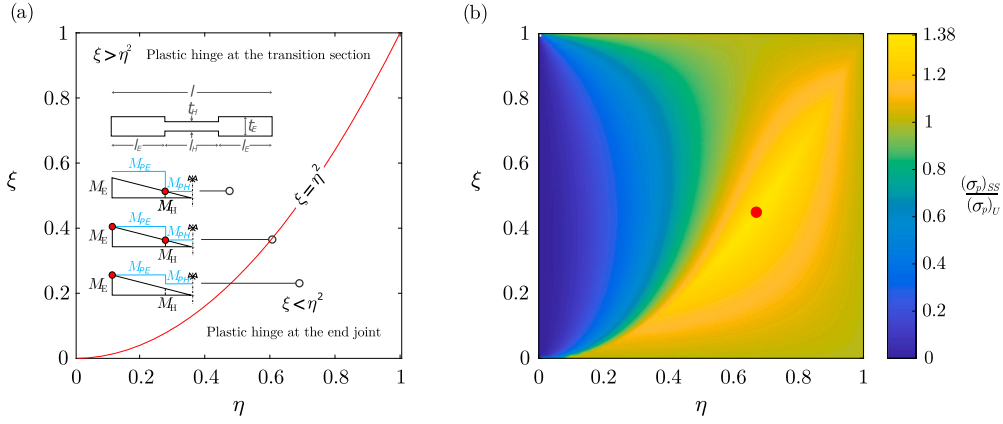 (a)
ξ>η² Plastic hinge at the transition section
l
t_H
t_E
l_E l_H l_E
M_PE
M_E M_PH
M_H
M_PE
M_E M_PH
M_H
M_PE
M_E M_PH
M_H
ξ=η²
ξ<η²
Plastic hinge at the end joint
ξ
1
0.8
0.6
0.4
0.2
0
0 0.2 0.4 0.6 0.8 1
η
(b)
ξ
1
0.8
0.6
0.4
0.2
0
0 0.2 0.4 0.6 0.8 1
η
1.38
1.2
1
0.8
0.6
0.4
0.2
0
(σ_p)_SS
(σ_p)_U